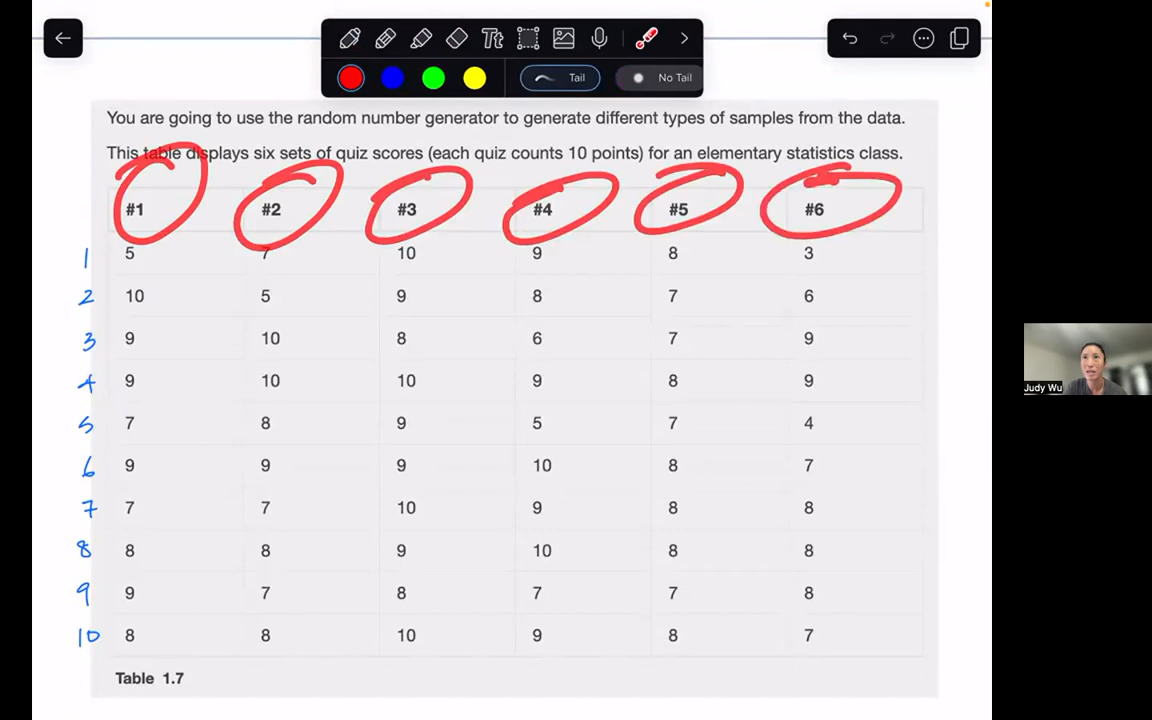 Tt
Tail
No Tail
You are going to use the random number generator to generate different types of samples from the data.
This table displays six sets of quiz scores (each quiz counts 10 points) for an elementary statistics class.
#1 #2 #3 #4 #5 #6
1 5 7 10 9 8 3
2 10 5 9 8 7 6
3 9 10 8 6 7 9
4 9 10 10 9 8 9
5 7 8 9 5 7 4
6 9 9 9 10 8 7
7 7 7 10 9 8 8
8 8 8 9 10 8 8
9 9 7 8 7 7 8
10 8 8 10 9 8 7
Table 1.7
Judy Wu